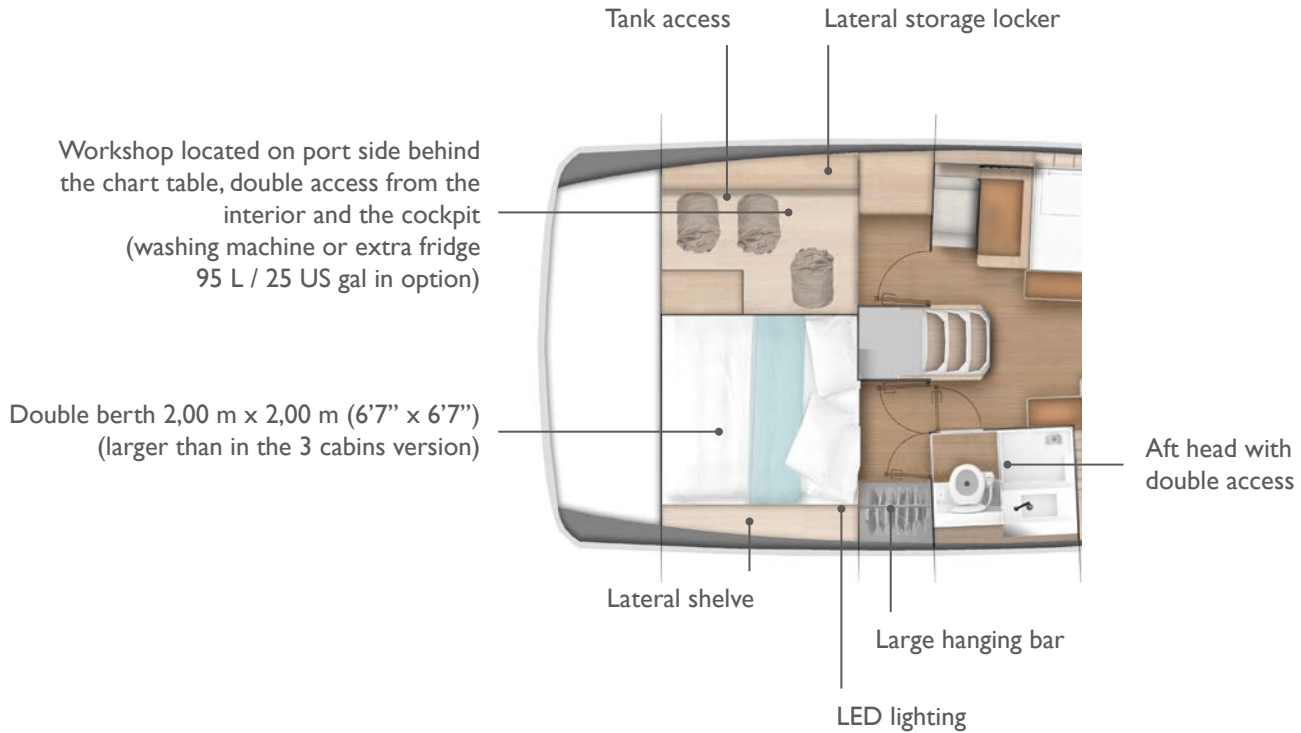 Tank access
Lateral storage locker
Workshop located on port side behind
the chart table, double access from the
interior and the cockpit
(washing machine or extra fridge
95 L / 25 US gal in option)
Double berth 2,00 m x 2,00 m (6’7” x 6’7”)
(larger than in the 3 cabins version)
Aft head with
double access
Lateral shelve
Large hanging bar
LED lighting